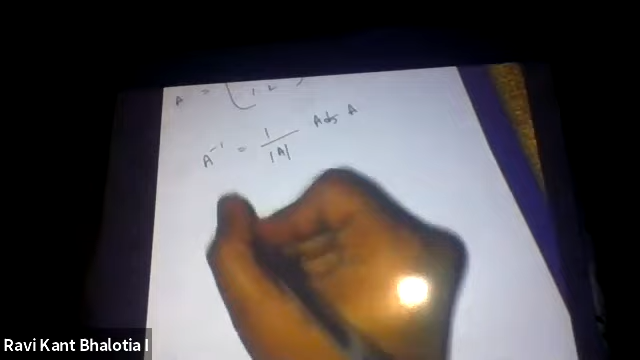 A =
A⁻¹ = 1/|A| Adj A
Ravi Kant Bhalotia I